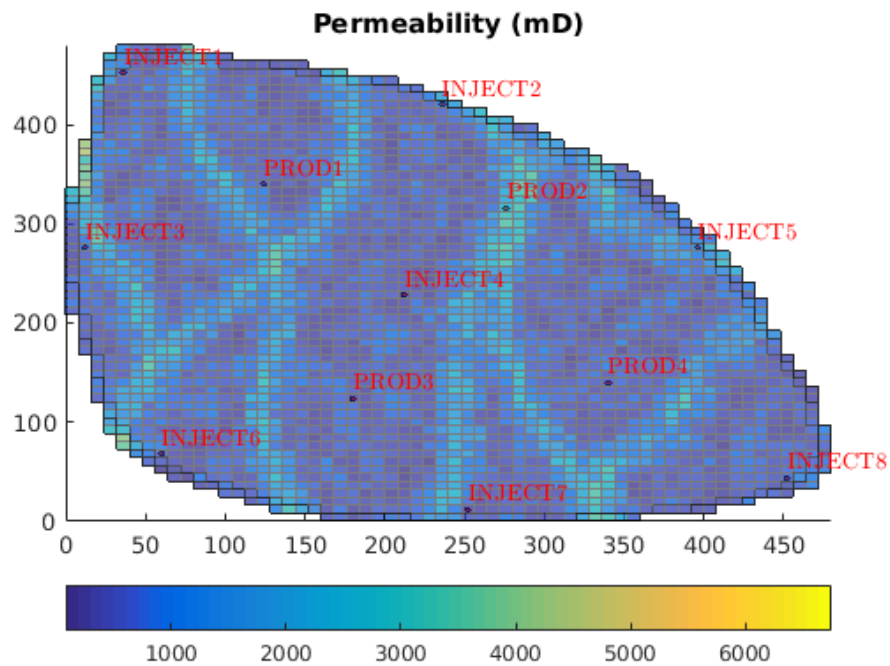 Permeability (mD)
INJECT1
INJECT2
PROD1
PROD2
INJECT3
INJECT5
INJECT4
PROD3
PROD4
INJECT6
INJECT7
INJECT8
400
300
200
100
0
0 50 100 150 200 250 300 350 400 450
1000 2000 3000 4000 5000 6000